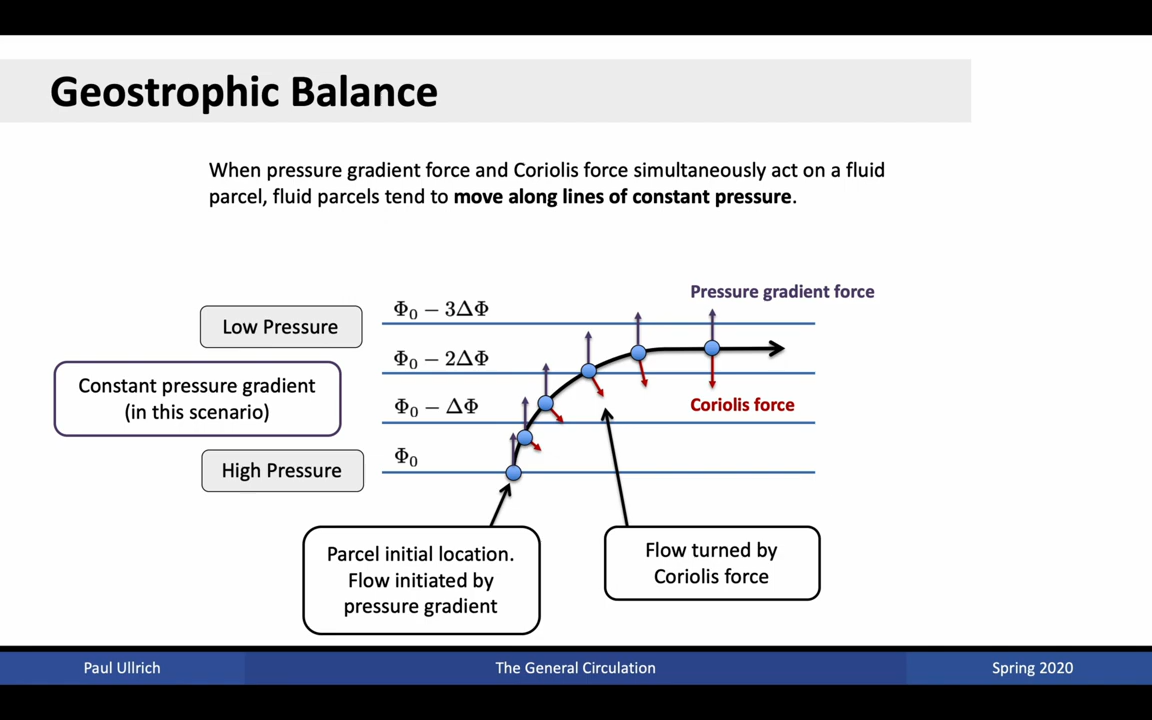 Geostrophic Balance
When pressure gradient force and Coriolis force simultaneously act on a fluid
parcel, fluid parcels tend to move along lines of constant pressure.
Pressure gradient force
Φ₀ − 3ΔΦ
Low Pressure
Φ₀ − 2ΔΦ
Constant pressure gradient
(in this scenario)
Φ₀ − ΔΦ
Coriolis force
Φ₀
High Pressure
Parcel initial location.
Flow initiated by
pressure gradient
Flow turned by
Coriolis force
Paul Ullrich
The General Circulation
Spring 2020